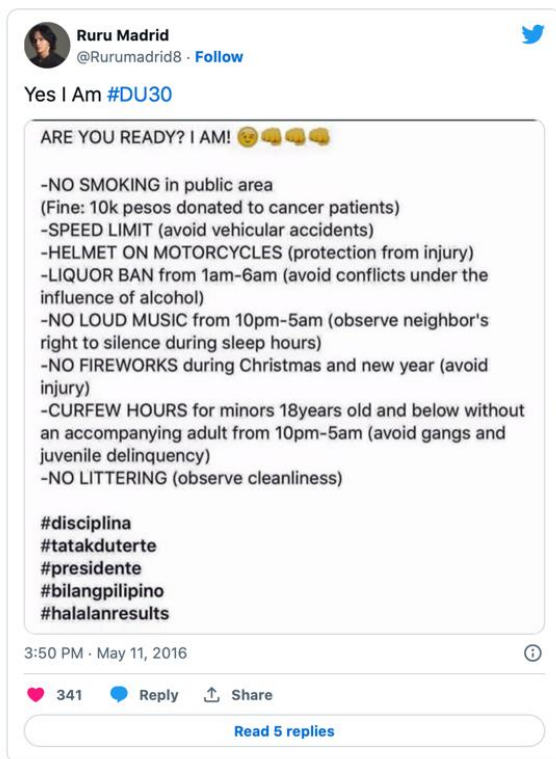 Ruru Madrid
@Rurumadrid8 · Follow
Yes I Am #DU30
ARE YOU READY? I AM! 😉👊👊👊
-NO SMOKING in public area
(Fine: 10k pesos donated to cancer patients)
-SPEED LIMIT (avoid vehicular accidents)
-HELMET ON MOTORCYCLES (protection from injury)
-LIQUOR BAN from 1am-6am (avoid conflicts under the
influence of alcohol)
-NO LOUD MUSIC from 10pm-5am (observe neighbor's
right to silence during sleep hours)
-NO FIREWORKS during Christmas and new year (avoid
injury)
-CURFEW HOURS for minors 18years old and below without
an accompanying adult from 10pm-5am (avoid gangs and
juvenile delinquency)
-NO LITTERING (observe cleanliness)
#disciplina
#tatakduterte
#presidente
#bilangpilipino
#halalanresults
3:50 PM · May 11, 2016
341 Reply Share
Read 5 replies